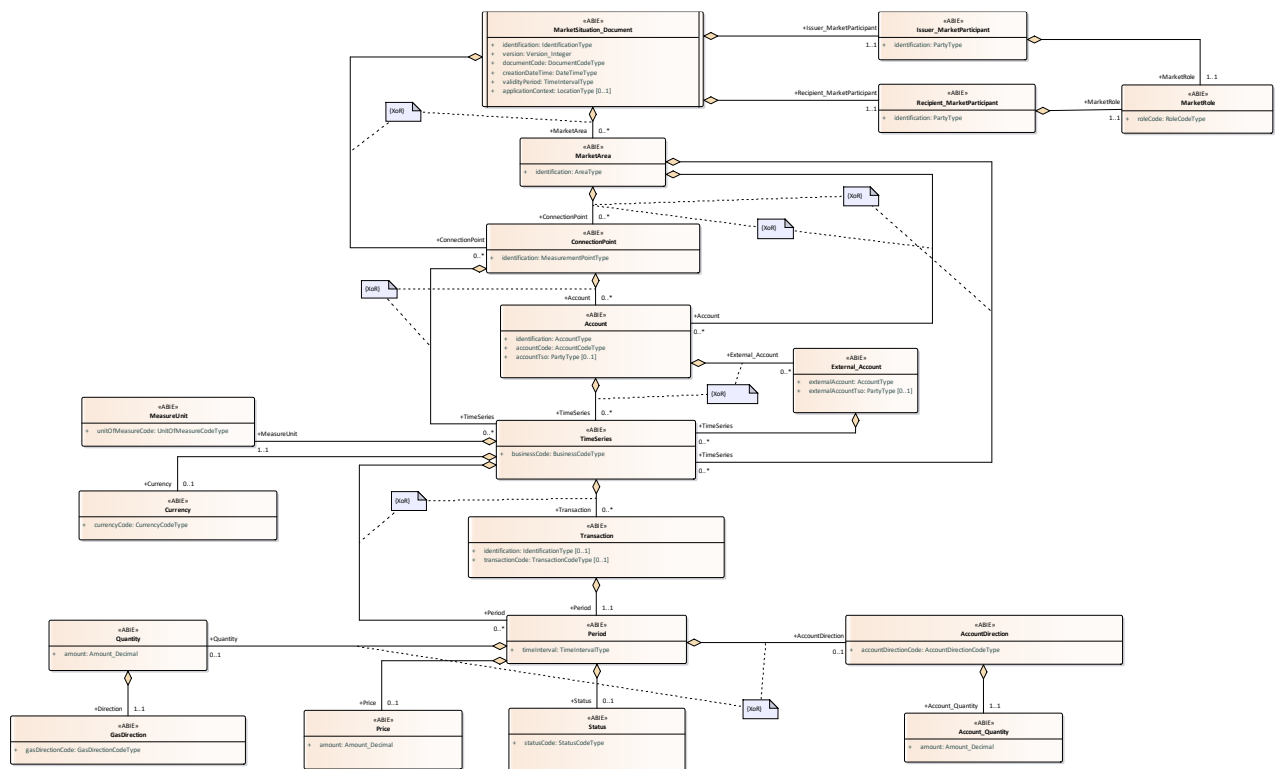 «ABIE»
MarketSituation_Document
+ identification: IdentificationType
+ version: Version_Integer
+ documentCode: DocumentCodeType
+ creationDateTime: DateTimeType
+ validityPeriod: TimeIntervalType
+ applicationContext: LocationType [0..1]
+Issuer_MarketParticipant
1..1
«ABIE»
Issuer_MarketParticipant
+ identification: PartyType
+MarketRole 1..1
+Recipient_MarketParticipant
1..1
«ABIE»
Recipient_MarketParticipant
+ identification: PartyType
+MarketRole
1..1
«ABIE»
MarketRole
+ roleCode: RoleCodeType
{XoR}
+MarketArea 0..*
«ABIE»
MarketArea
+ identification: AreaType
{XoR}
{XoR}
+ConnectionPoint 0..*
+ConnectionPoint
0..*
«ABIE»
ConnectionPoint
+ identification: MeasurementPointType
{XoR}
+Account 0..*
«ABIE»
Account
+ identification: AccountType
+ accountCode: AccountCodeType
+ accountTso: PartyType [0..1]
+Account
0..*
+External_Account
0..*
«ABIE»
External_Account
+ externalAccount: AccountType
+ externalAccountTso: PartyType [0..1]
{XoR}
+TimeSeries 0..*
+TimeSeries
0..*
+TimeSeries
0..*
+TimeSeries
0..*
«ABIE»
TimeSeries
+ businessCode: BusinessCodeType
«ABIE»
MeasureUnit
+ unitOfMeasureCode: UnitOfMeasureCodeType
+MeasureUnit
1..1
+Currency 0..1
«ABIE»
Currency
+ currencyCode: CurrencyCodeType
{XoR}
+Transaction 0..*
«ABIE»
Transaction
+ identification: IdentificationType [0..1]
+ transactionCode: TransactionCodeType [0..1]
+Period 1..1
+Period
0..*
«ABIE»
Period
+ timeInterval: TimeIntervalType
«ABIE»
Quantity
+ amount: Amount_Decimal
+Quantity
0..1
+AccountDirection
0..1
«ABIE»
AccountDirection
+ accountDirectionCode: AccountDirectionCodeType
{XoR}
+Direction 1..1
«ABIE»
GasDirection
+ gasDirectionCode: GasDirectionCodeType
+Price 0..1
«ABIE»
Price
+ amount: Amount_Decimal
+Status 0..1
«ABIE»
Status
+ statusCode: StatusCodeType
+Account_Quantity 1..1
«ABIE»
Account_Quantity
+ amount: Amount_Decimal